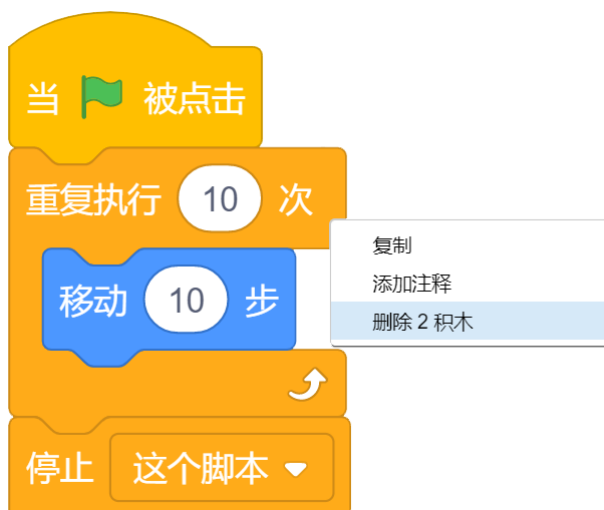 当 被点击
重复执行 10 次
复制
添加注释
移动 10 步
删除 2 积木
停止 这个脚本